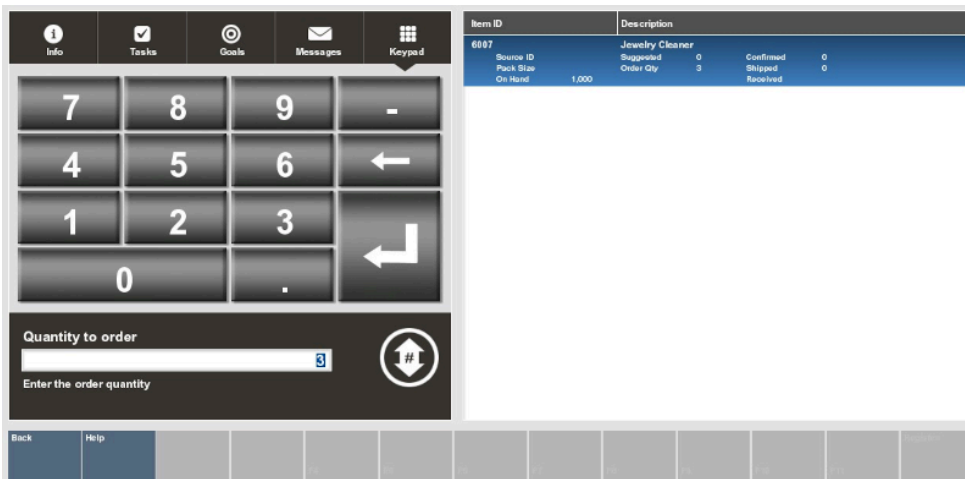 Info Tasks Goals Messages Keypad
7 8 9 -
4 5 6
1 2 3
0 .
Quantity to order
3
#
Enter the order quantity
Item ID Description
6007 Jewelry Cleaner
Source ID Suggested 0 Confirmed 0
Pack Size Order Qty 3 Shipped 0
On Hand 1,000 Received
Back Help